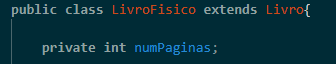 public class LivroFisico extends Livro{
private int numPaginas;